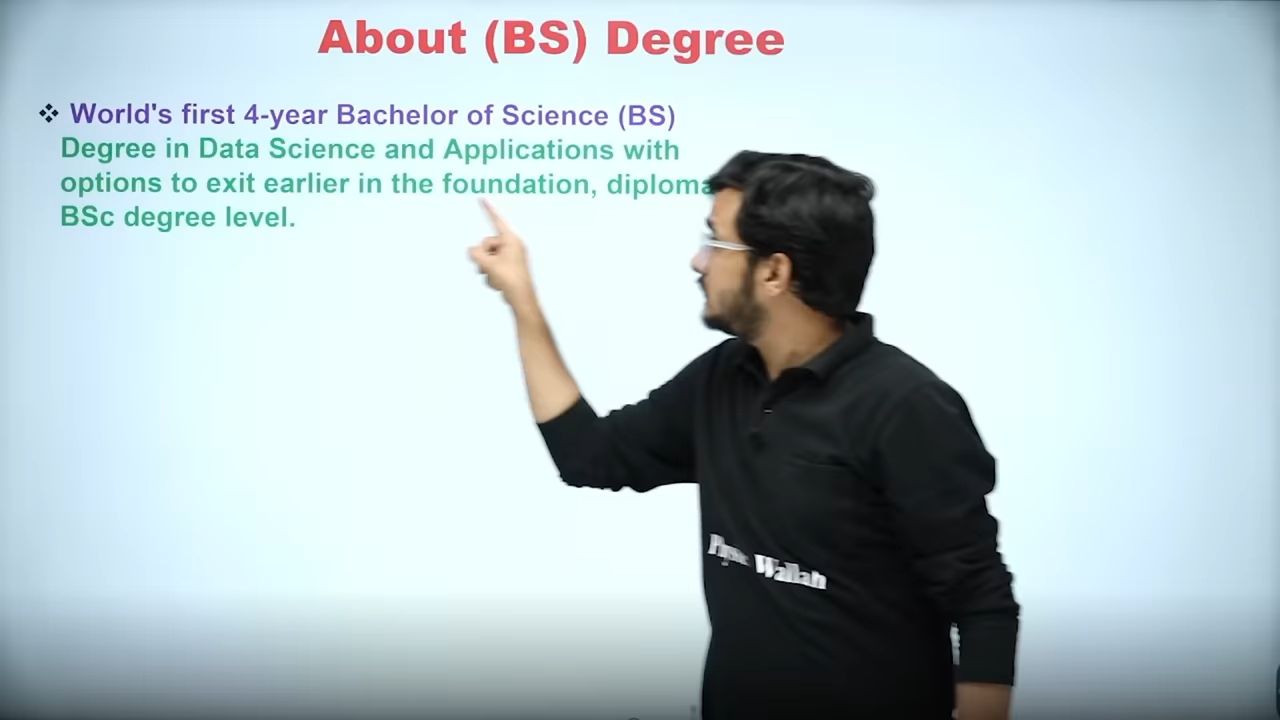 About (BS) Degree
❖ World's first 4-year Bachelor of Science (BS)
Degree in Data Science and Applications with
options to exit earlier in the foundation, diploma
BSc degree level.
Wallah